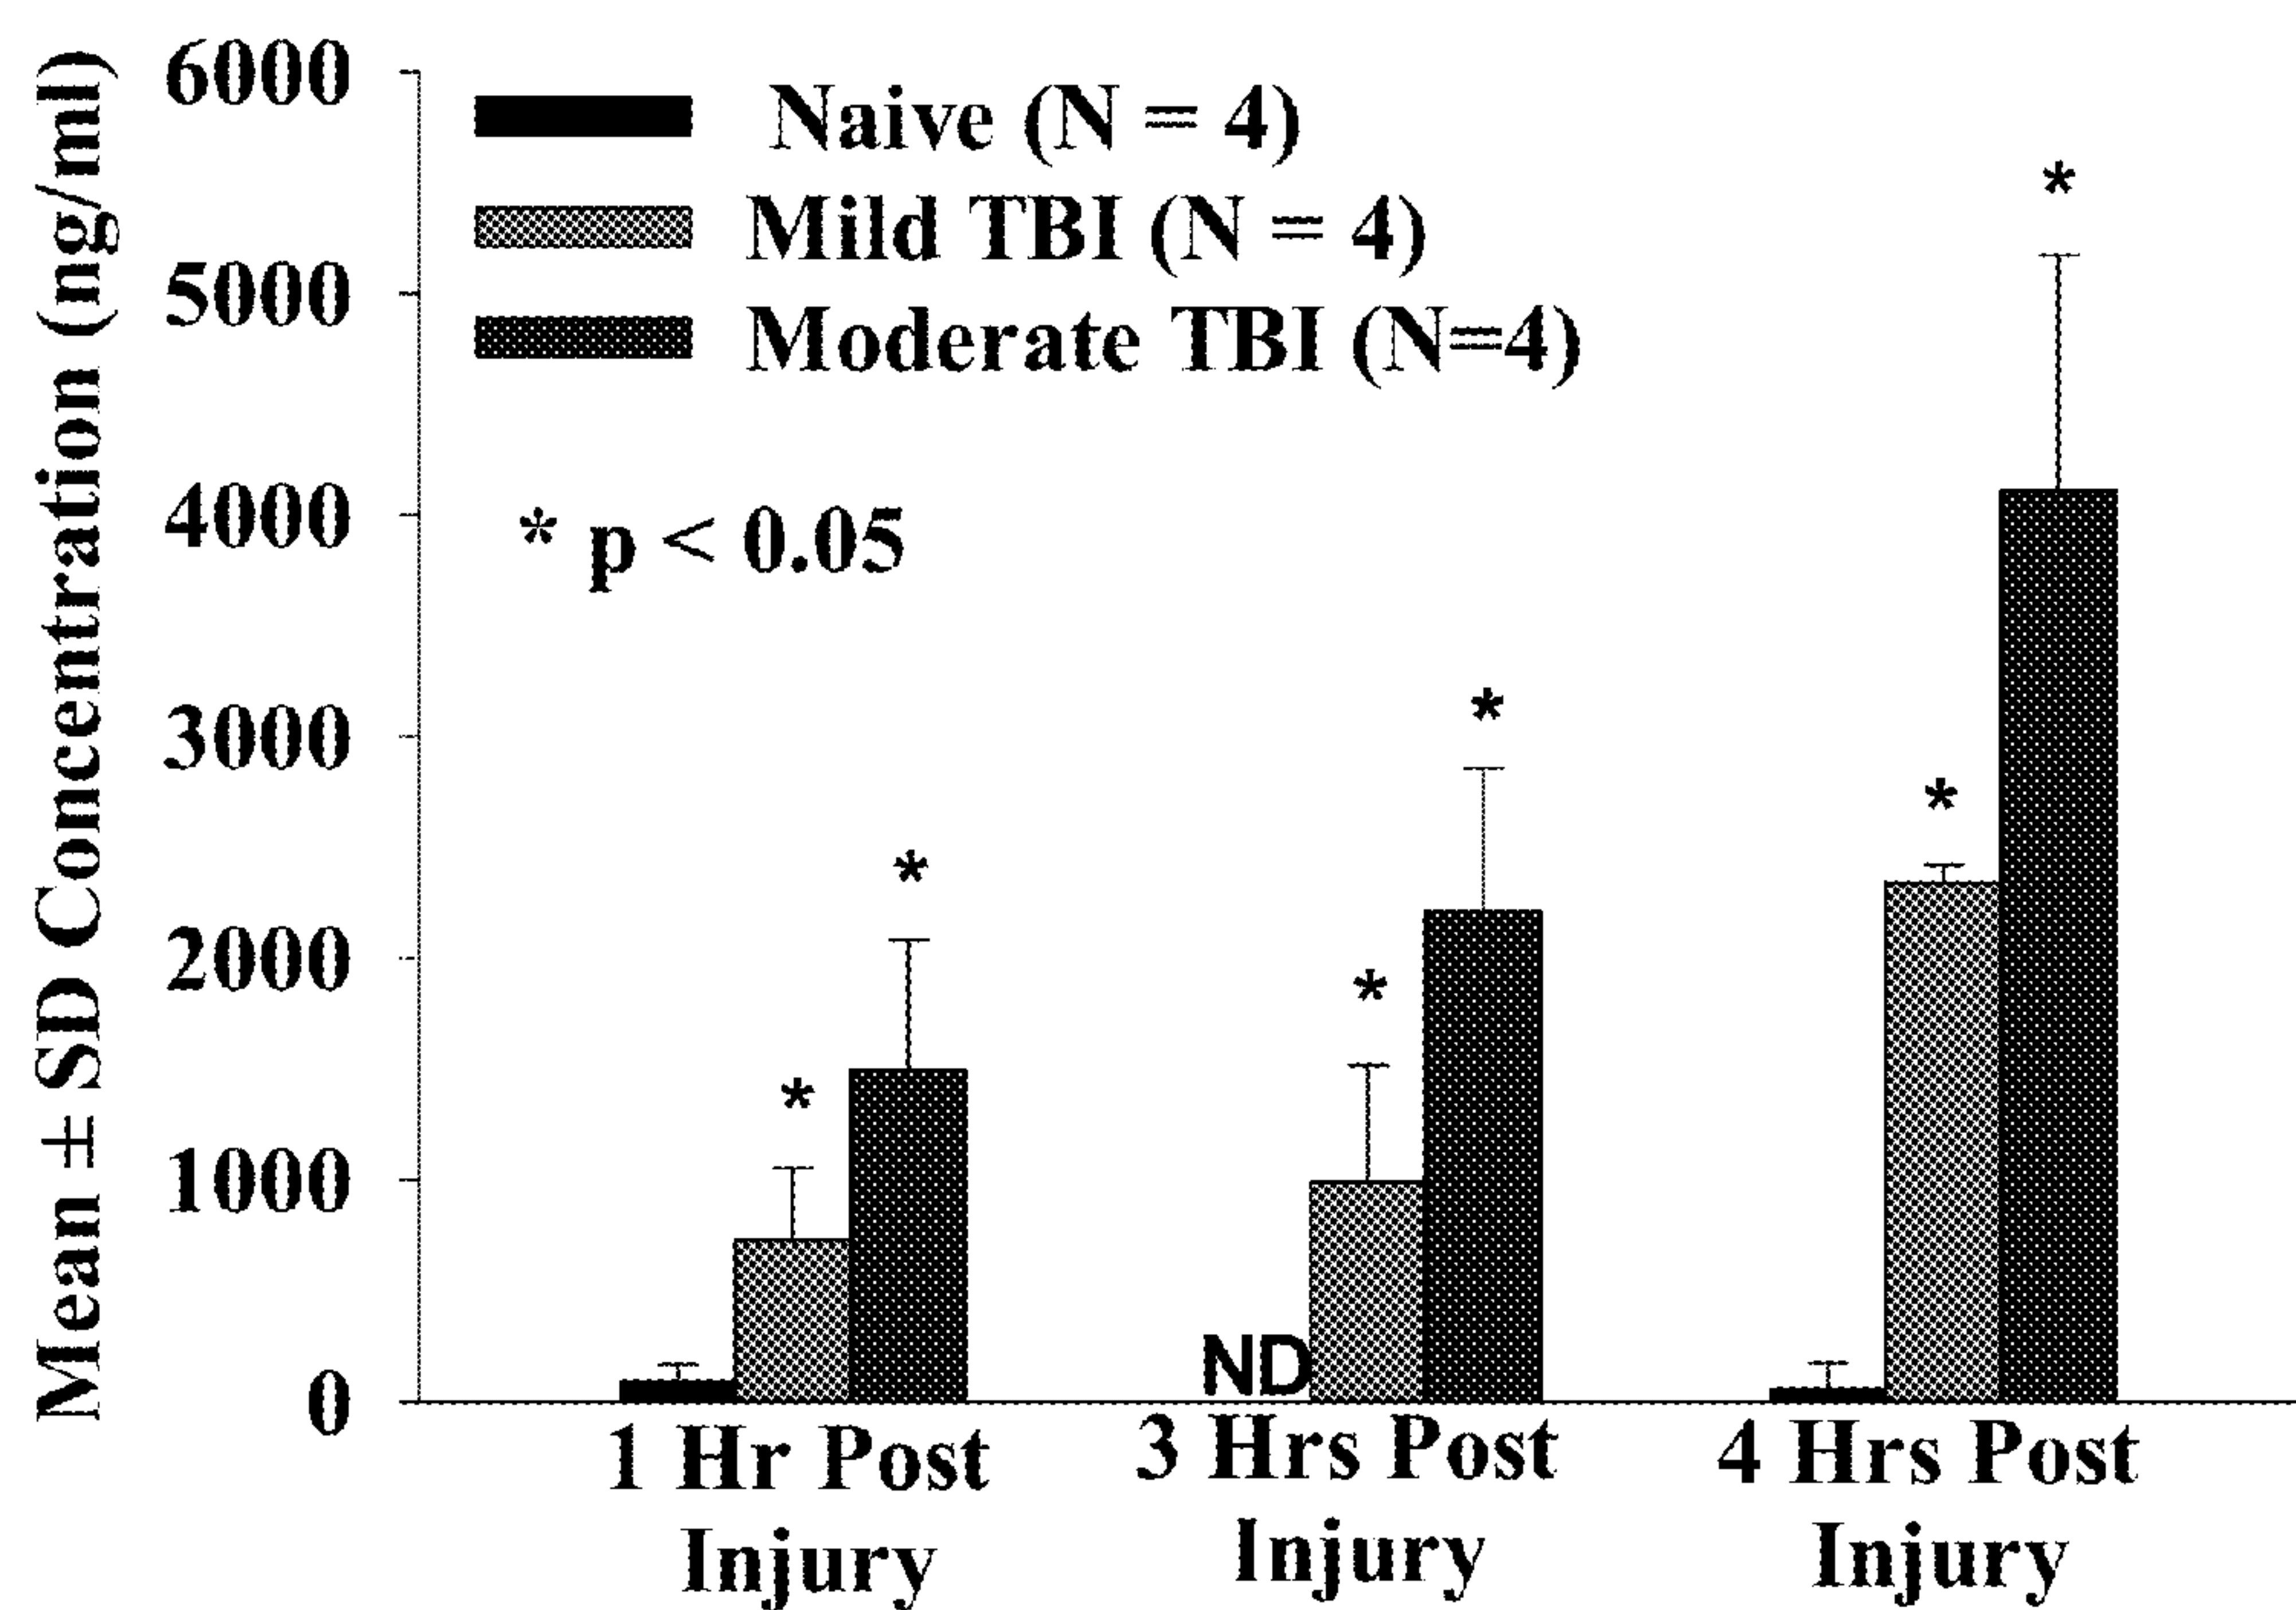 Mean ± SD Concentration (ng/ml)
6000
5000
4000
3000
2000
1000
0
Naive (N = 4)
Mild TBI (N = 4)
Moderate TBI (N=4)
* p < 0.05
*
*
*
*
*
*
ND
1 Hr Post
Injury
3 Hrs Post
Injury
4 Hrs Post
Injury